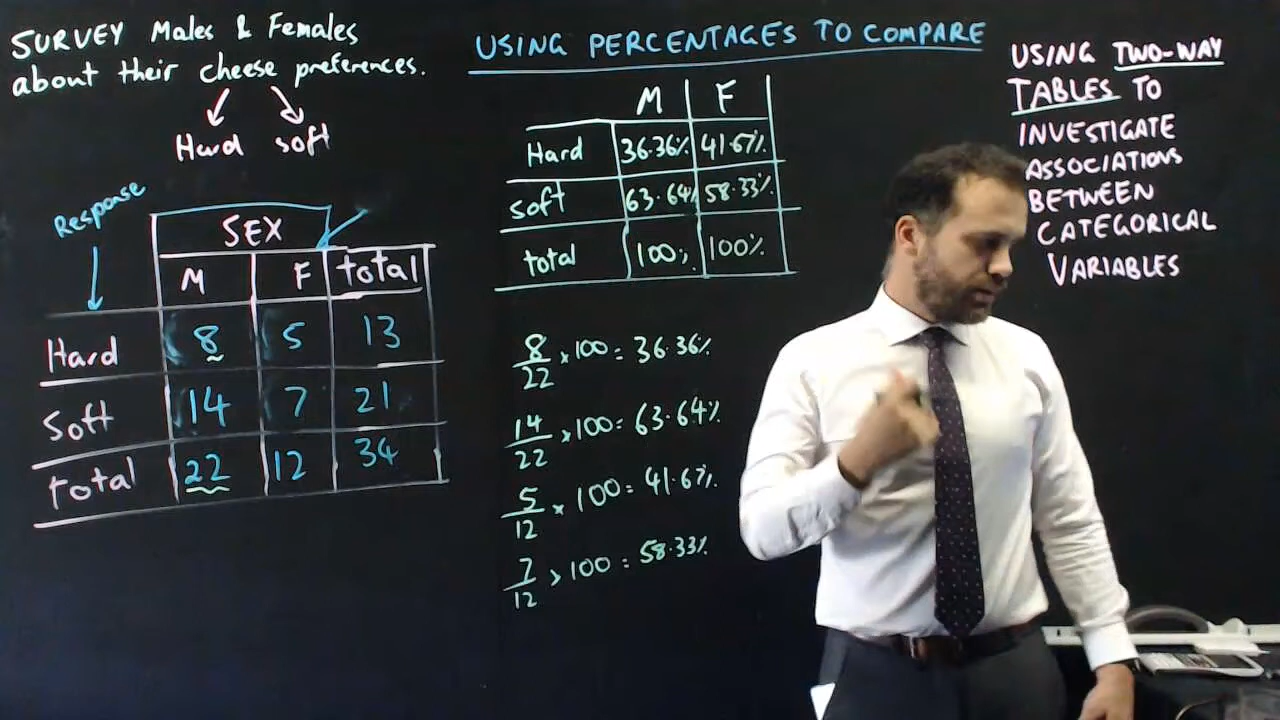 SURVEY Males & Females
about their cheese preferences.
Hard soft
Response
SEX
M F total
Hard 8 5 13
Soft 14 7 21
total 22 12 34
USING PERCENTAGES TO COMPARE
M F
Hard 36.36% 41.67%
soft 63.64% 58.33%
total 100% 100%
8/22 × 100 = 36.36%
14/22 × 100 = 63.64%
5/12 × 100 = 41.67%
7/12 × 100 = 58.33%
USING TWO-WAY
TABLES TO
INVESTIGATE
ASSOCIATIONS
BETWEEN
CATEGORICAL
VARIABLES